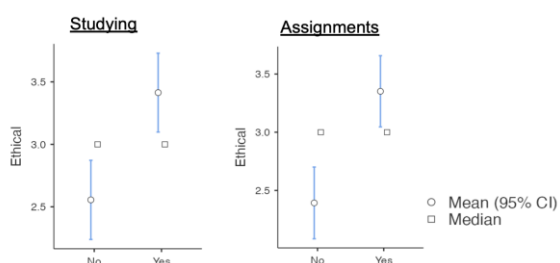 Studying
Assignments
3.5
3.0
2.5
Ethical
No
Yes
3.5
3.0
2.5
Ethical
No
Yes
Mean (95% CI)
Median